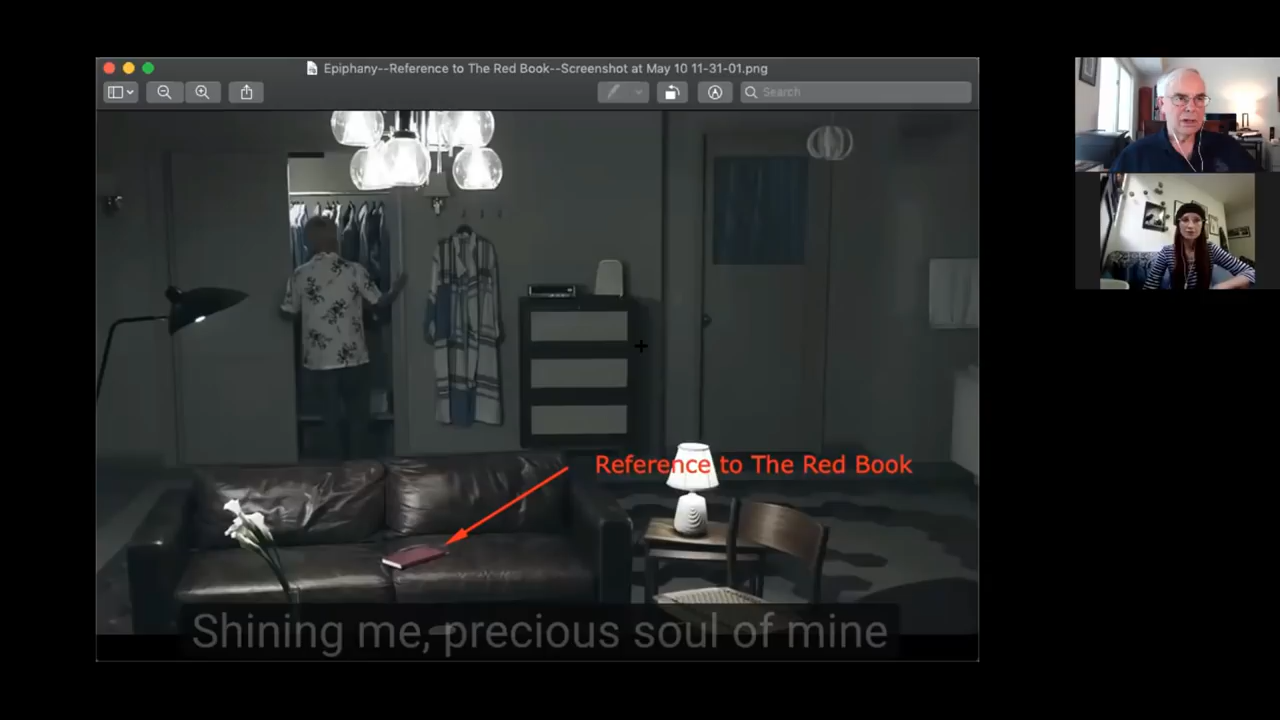 Epiphany--Reference to The Red Book--Screenshot at May 10 11-31-01.png
Search
Reference to The Red Book
Shining me, precious soul of mine